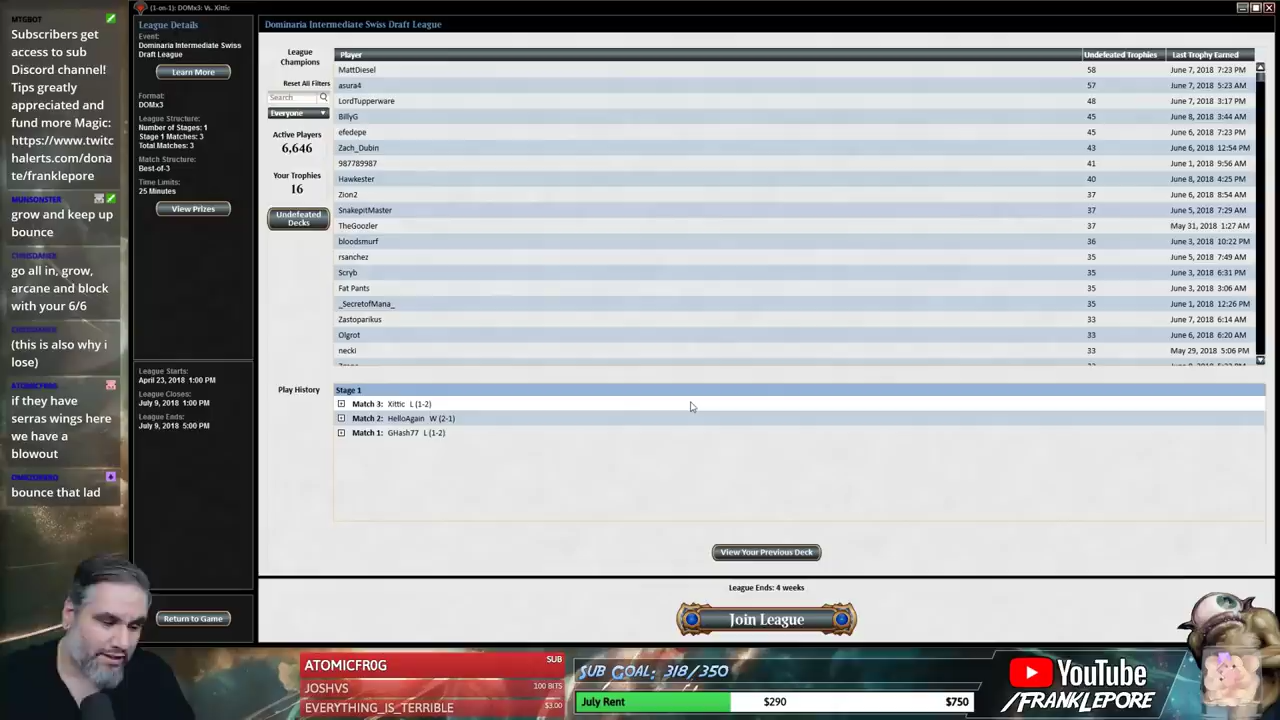 (1-on-1): DOMx3: Vs. Xittic
MTGBOT
Subscribers get
access to sub
Discord channel!
Tips greatly
appreciated and
fund more Magic:
https://www.twitc
halerts.com/dona
te/franklepore
MUNSONSTER
grow and keep up
bounce
go all in, grow,
arcane and block
with your 6/6
(this is also why i
lose)
ATOMICFR0G
if they have
serras wings here
we have a
blowout
bounce that lad
League Details
Event:
Dominaria Intermediate Swiss
Draft League
Learn More
Format:
DOMx3
League Structure:
Number of Stages: 1
Stage 1 Matches: 3
Total Matches: 3
Match Structure:
Best-of-3
Time Limits:
25 Minutes
View Prizes
League Starts:
April 23, 2018 1:00 PM
League Closes:
July 9, 2018 1:00 PM
League Ends:
July 9, 2018 5:00 PM
Return to Game
Dominaria Intermediate Swiss Draft League
League
Champions
Reset All Filters
Search
Everyone
Active Players
6,646
Your Trophies
16
Undefeated
Decks
Player Undefeated Trophies Last Trophy Earned
MattDiesel 58 June 7, 2018 7:23 PM
asura4 57 June 7, 2018 5:23 AM
LordTupperware 48 June 7, 2018 3:17 PM
BillyG 45 June 8, 2018 3:44 AM
efedepe 45 June 6, 2018 7:23 PM
Zach_Dubin 43 June 6, 2018 12:54 PM
987789987 41 June 1, 2018 9:56 AM
Hawkester 40 June 8, 2018 4:25 PM
Zion2 37 June 6, 2018 8:54 AM
SnakepitMaster 37 June 5, 2018 7:29 AM
TheGoozler 37 May 31, 2018 1:27 AM
bloodsmurf 36 June 3, 2018 10:22 PM
rsanchez 35 June 5, 2018 7:49 AM
Scryb 35 June 3, 2018 6:31 PM
Fat Pants 35 June 3, 2018 3:06 AM
_SecretofMana_ 35 June 1, 2018 12:26 PM
Zastoparikus 33 June 7, 2018 6:14 AM
Olgrot 33 June 6, 2018 6:20 AM
necki 33 May 29, 2018 5:06 PM
Play History
Stage 1
Match 3: Xittic L (1-2)
Match 2: HelloAgain W (2-1)
Match 1: GHash77 L (1-2)
View Your Previous Deck
League Ends: 4 weeks
Join League
ATOMICFR0G SUB
JOSHVS 100 BITS
EVERYTHING_IS_TERRIBLE $3.00
SUB GOAL: 318/350
July Rent $290 $750
YouTube
/FRANKLEPORE